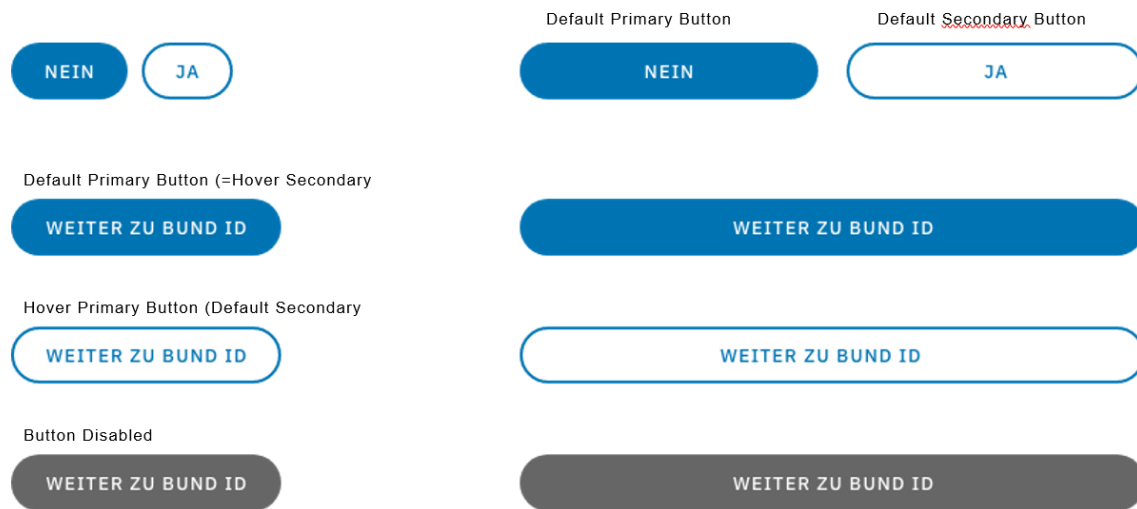 Default Primary Button
Default Secondary Button
NEIN
JA
NEIN
JA
Default Primary Button (=Hover Secondary
WEITER ZU BUND ID
WEITER ZU BUND ID
Hover Primary Button (Default Secondary
WEITER ZU BUND ID
WEITER ZU BUND ID
Button Disabled
WEITER ZU BUND ID
WEITER ZU BUND ID